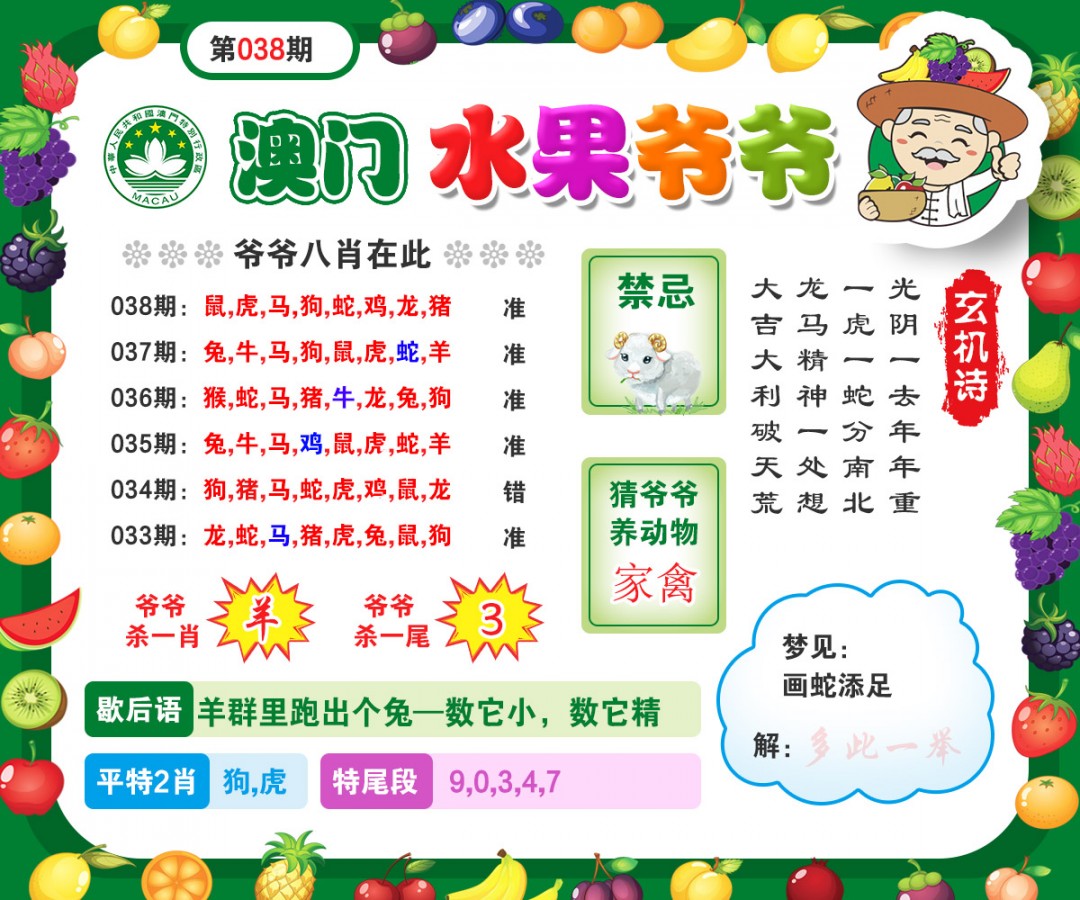 第038期
中華人民共和國澳門特別行政區
MACAU
澳门 水果爷爷
爷爷八肖在此
038期：鼠,虎,马,狗,蛇,鸡,龙,猪 准
037期：兔,牛,马,狗,鼠,虎,蛇,羊 准
036期：猴,蛇,马,猪,牛,龙,兔,狗 准
035期：兔,牛,马,鸡,鼠,虎,蛇,羊 准
034期：狗,猪,马,蛇,虎,鸡,鼠,龙 错
033期：龙,蛇,马,猪,虎,兔,鼠,狗 准
爷爷
杀一肖
羊
爷爷
杀一尾
3
禁忌
猜爷爷
养动物
家禽
玄机诗
光阴一去年年重
一虎一蛇分南北
龙马精神一处想
大吉大利破天荒
歇后语 羊群里跑出个兔—数它小，数它精
平特2肖 狗,虎
特尾段 9,0,3,4,7
梦见：
画蛇添足
解：多此一举